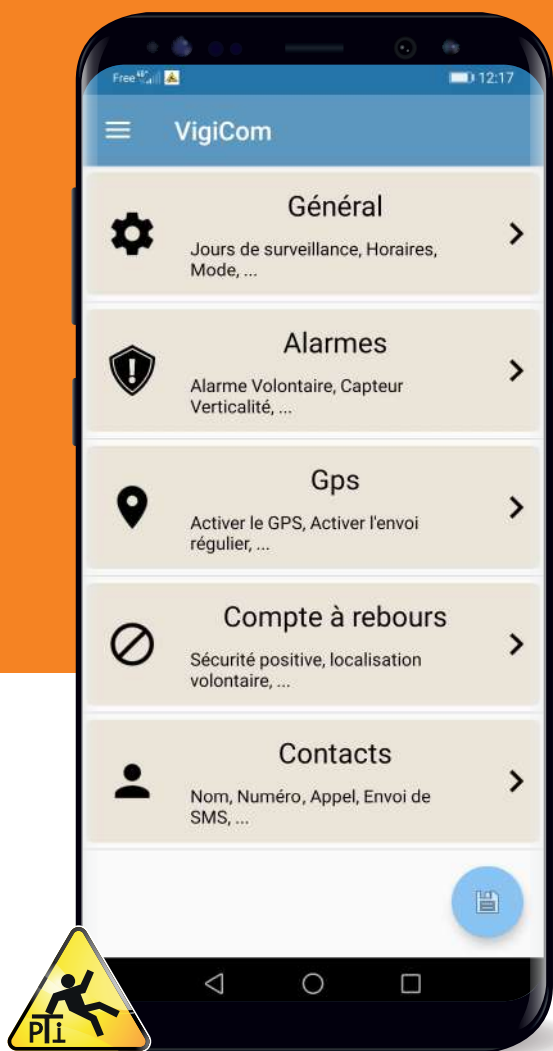 Free 4G 12:17
VigiCom
Général
Jours de surveillance, Horaires,
Mode, ...
Alarmes
Alarme Volontaire, Capteur
Verticalité, ...
Gps
Activer le GPS, Activer l'envoi
régulier, ...
Compte à rebours
Sécurité positive, localisation
volontaire, ...
Contacts
Nom, Numéro, Appel, Envoi de
SMS, ...
PTi